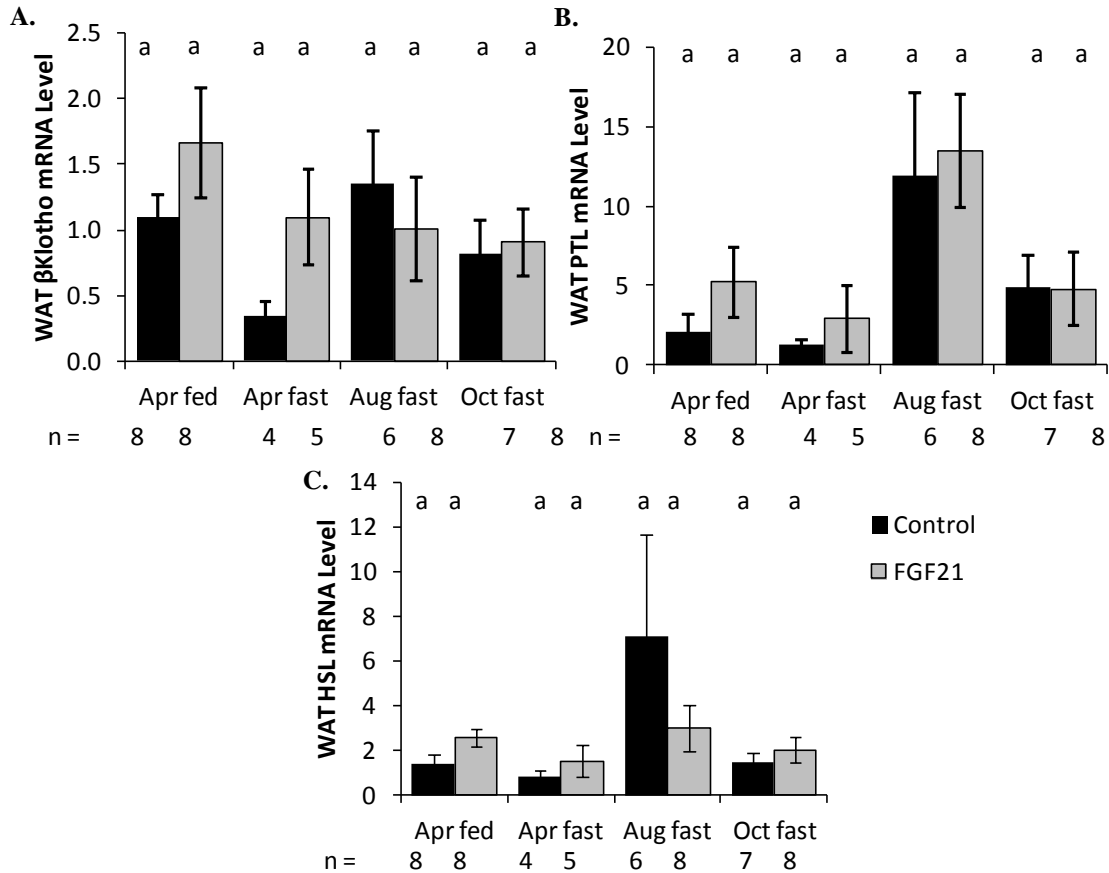 A.
WAT βKlotho mRNA Level
2.5
2.0
1.5
1.0
0.5
0.0
a a a a a a a a
Apr fed Apr fast Aug fast Oct fast
n = 8 8 4 5 6 8 7 8
B.
WAT PTL mRNA Level
20
15
10
5
0
a a a a a a a a
Apr fed Apr fast Aug fast Oct fast
8 8 4 5 6 8 7 8
C.
WAT HSL mRNA Level
14
12
10
8
6
4
2
0
a a a a a a a a
Apr fed Apr fast Aug fast Oct fast
n = 8 8 4 5 6 8 7 8
Control
FGF21